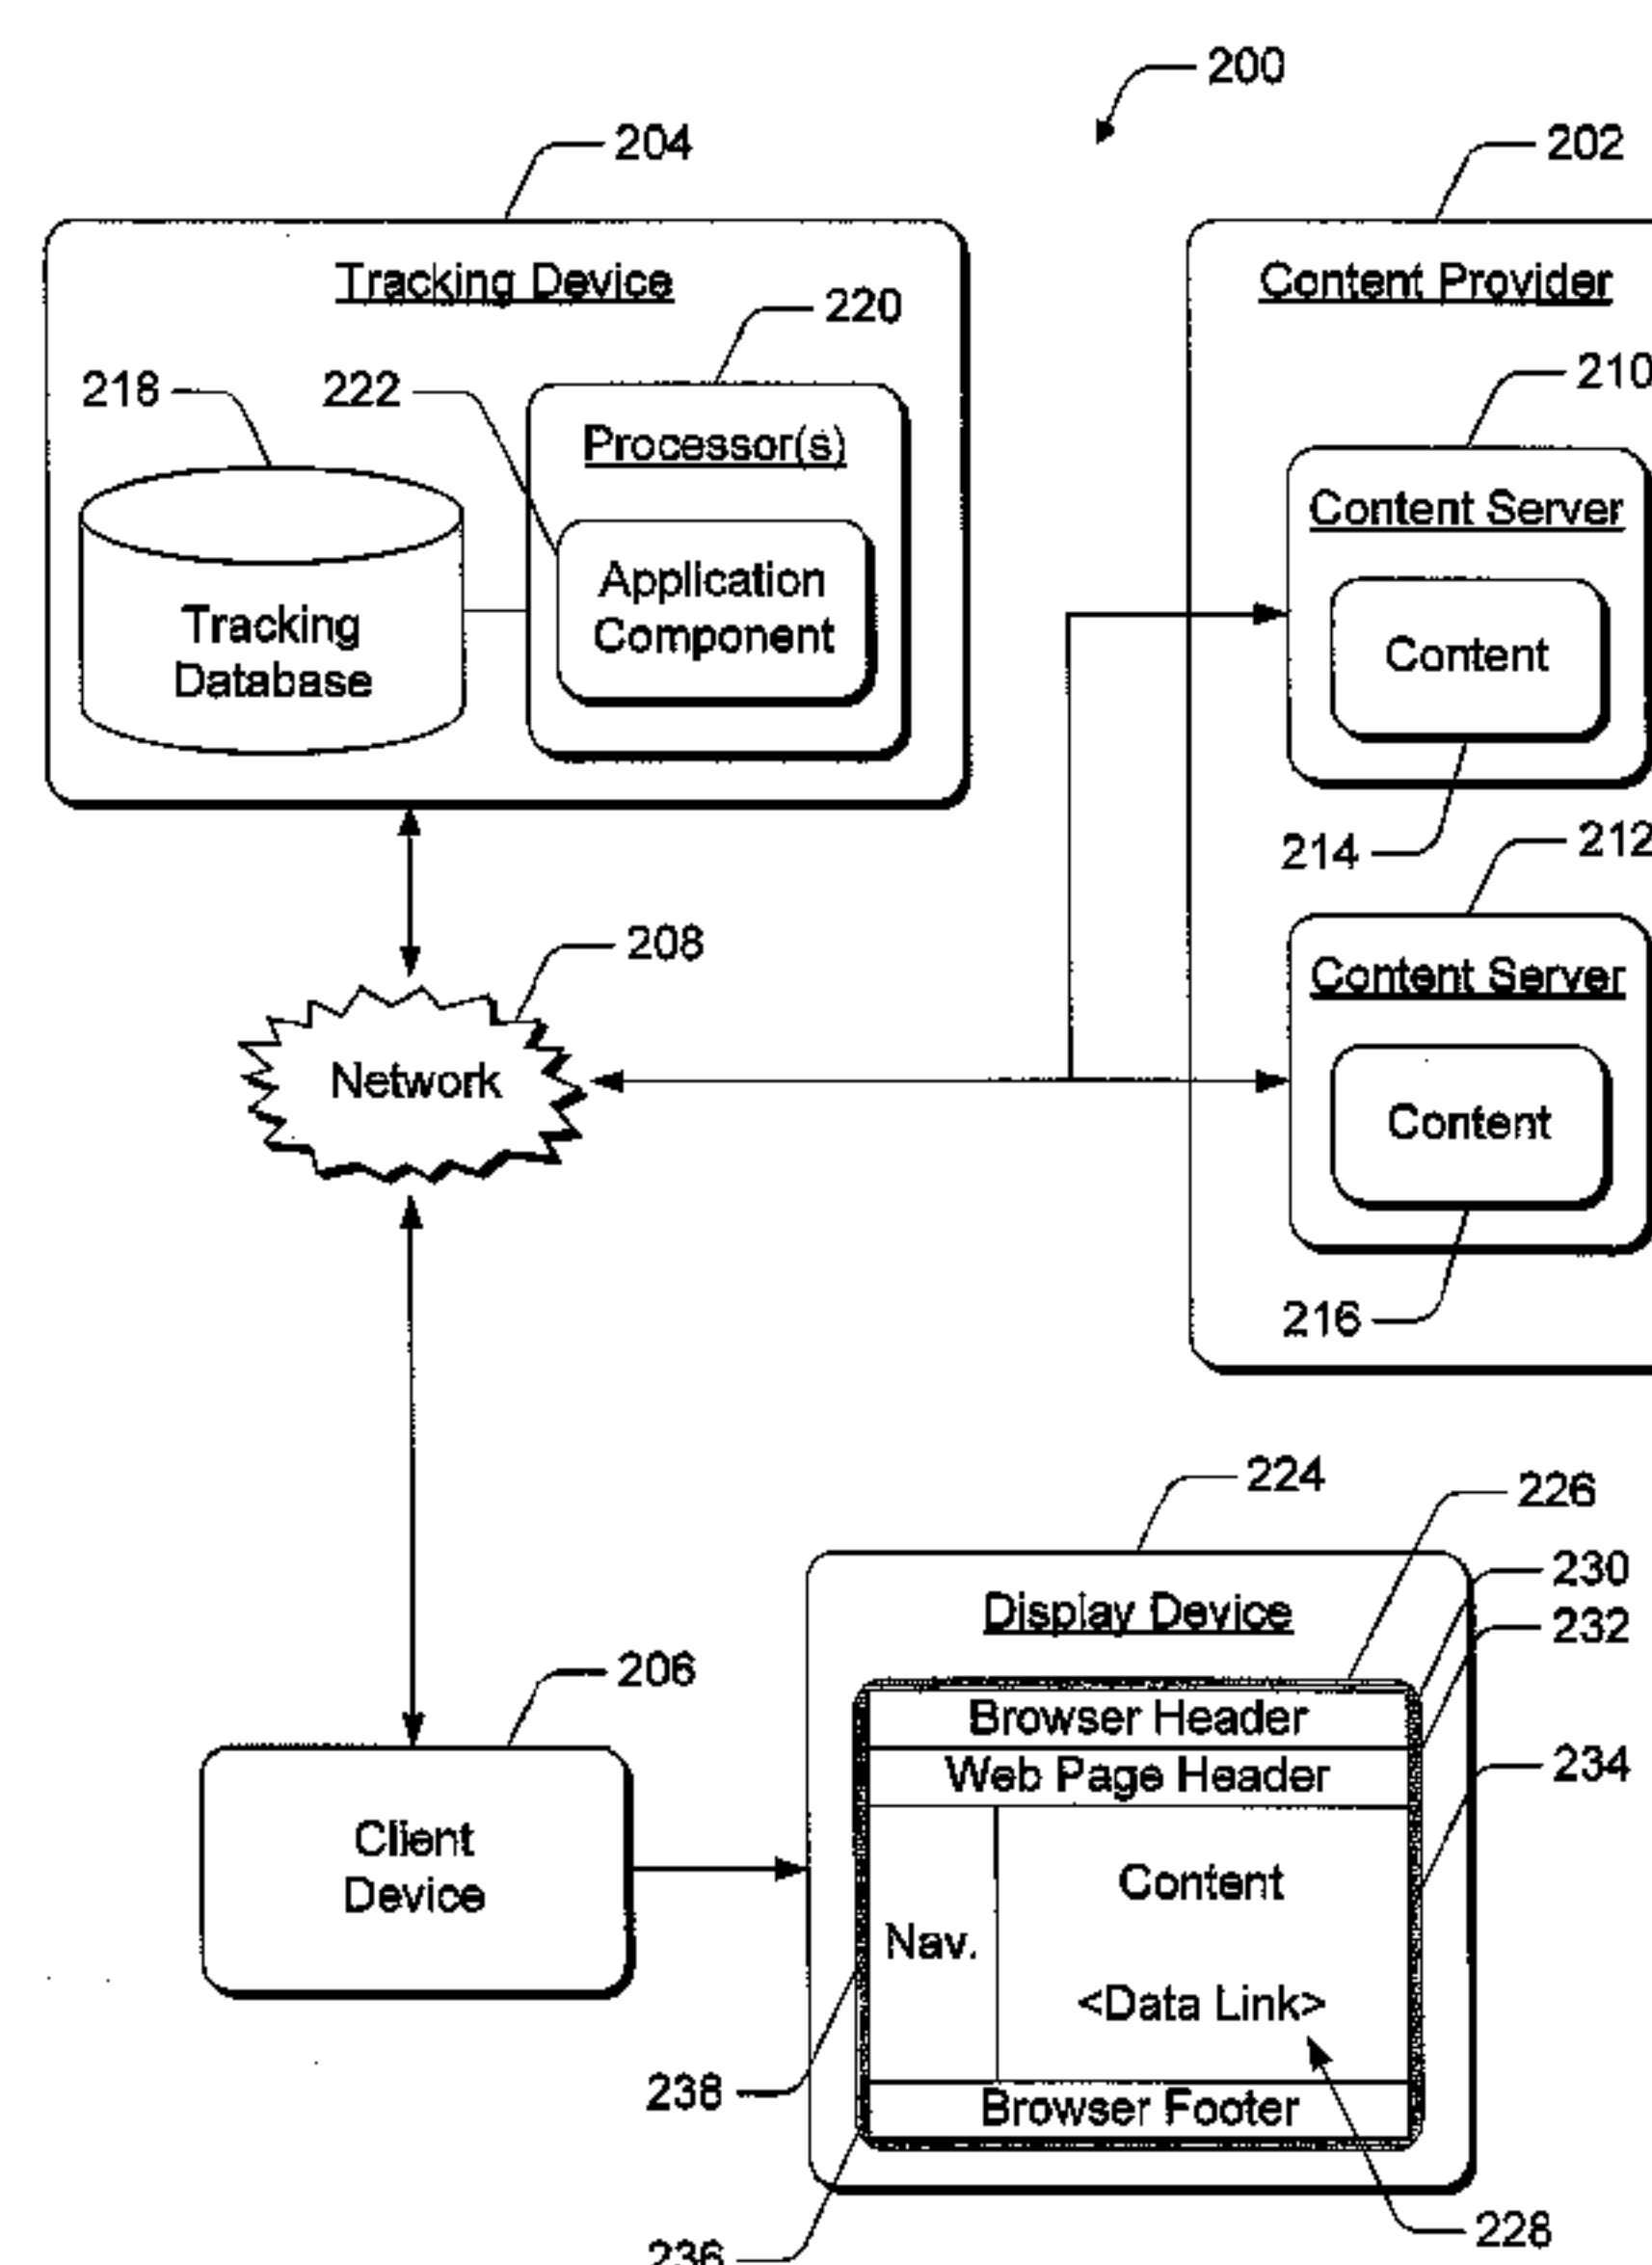 200
204
202
Tracking Device
Content Provider
220
210
218
222
Processor(s)
Content Server
Application
Component
Tracking
Database
Content
214
212
208
Content Server
Network
Content
216
224
226
230
Display Device
232
206
Browser Header
234
Web Page Header
Client
Device
Content
Nav.
<Data Link>
238
Browser Footer
228
236